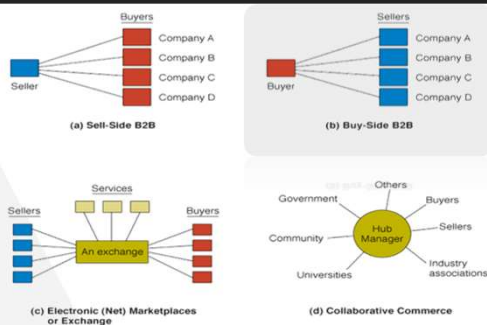 Buyers
Company A
Company B
Company C
Company D
Seller
(a) Sell-Side B2B
Sellers
Company A
Company B
Company C
Company D
Buyer
(b) Buy-Side B2B
Services
Sellers
Buyers
An exchange
(c) Electronic (Net) Marketplaces
or Exchange
Others
Government
Buyers
Hub
Manager
Sellers
Community
Industry
associations
Universities
(d) Collaborative Commerce